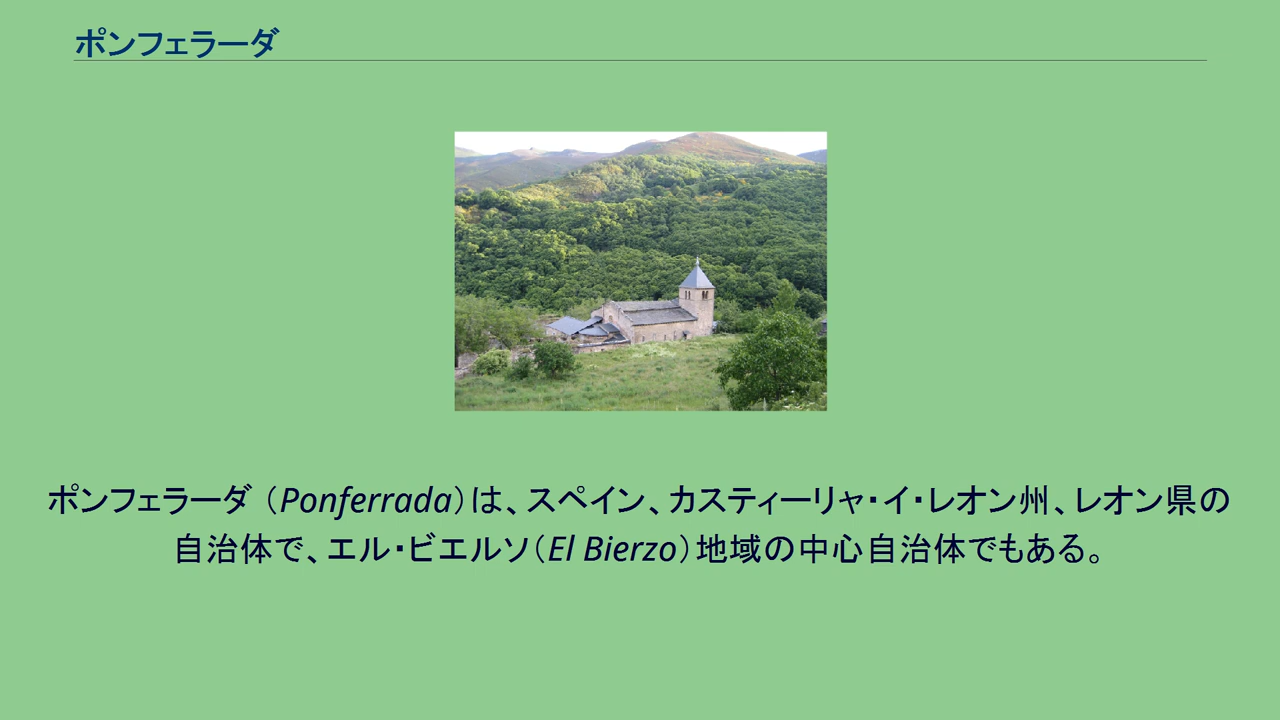 ポンフェラーダ
ポンフェラーダ（Ponferrada）は、スペイン、カスティーリャ・イ・レオン州、レオン県の
自治体で、エル・ビエルソ（El Bierzo）地域の中心自治体でもある。